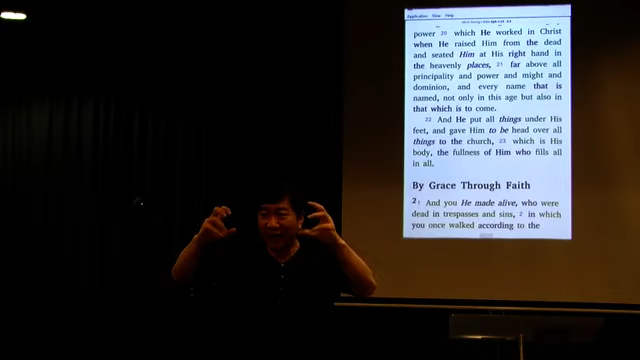 Application View Help
power 20 which He worked in Christ
when He raised Him from the dead
and seated Him at His right hand in
the heavenly places, 21 far above all
principality and power and might and
dominion, and every name that is
named, not only in this age but also in
that which is to come.
22 And He put all things under His
feet, and gave Him to be head over all
things to the church, 23 which is His
body, the fullness of Him who fills all
in all.
By Grace Through Faith
2 1 And you He made alive, who were
dead in trespasses and sins, 2 in which
you once walked according to the